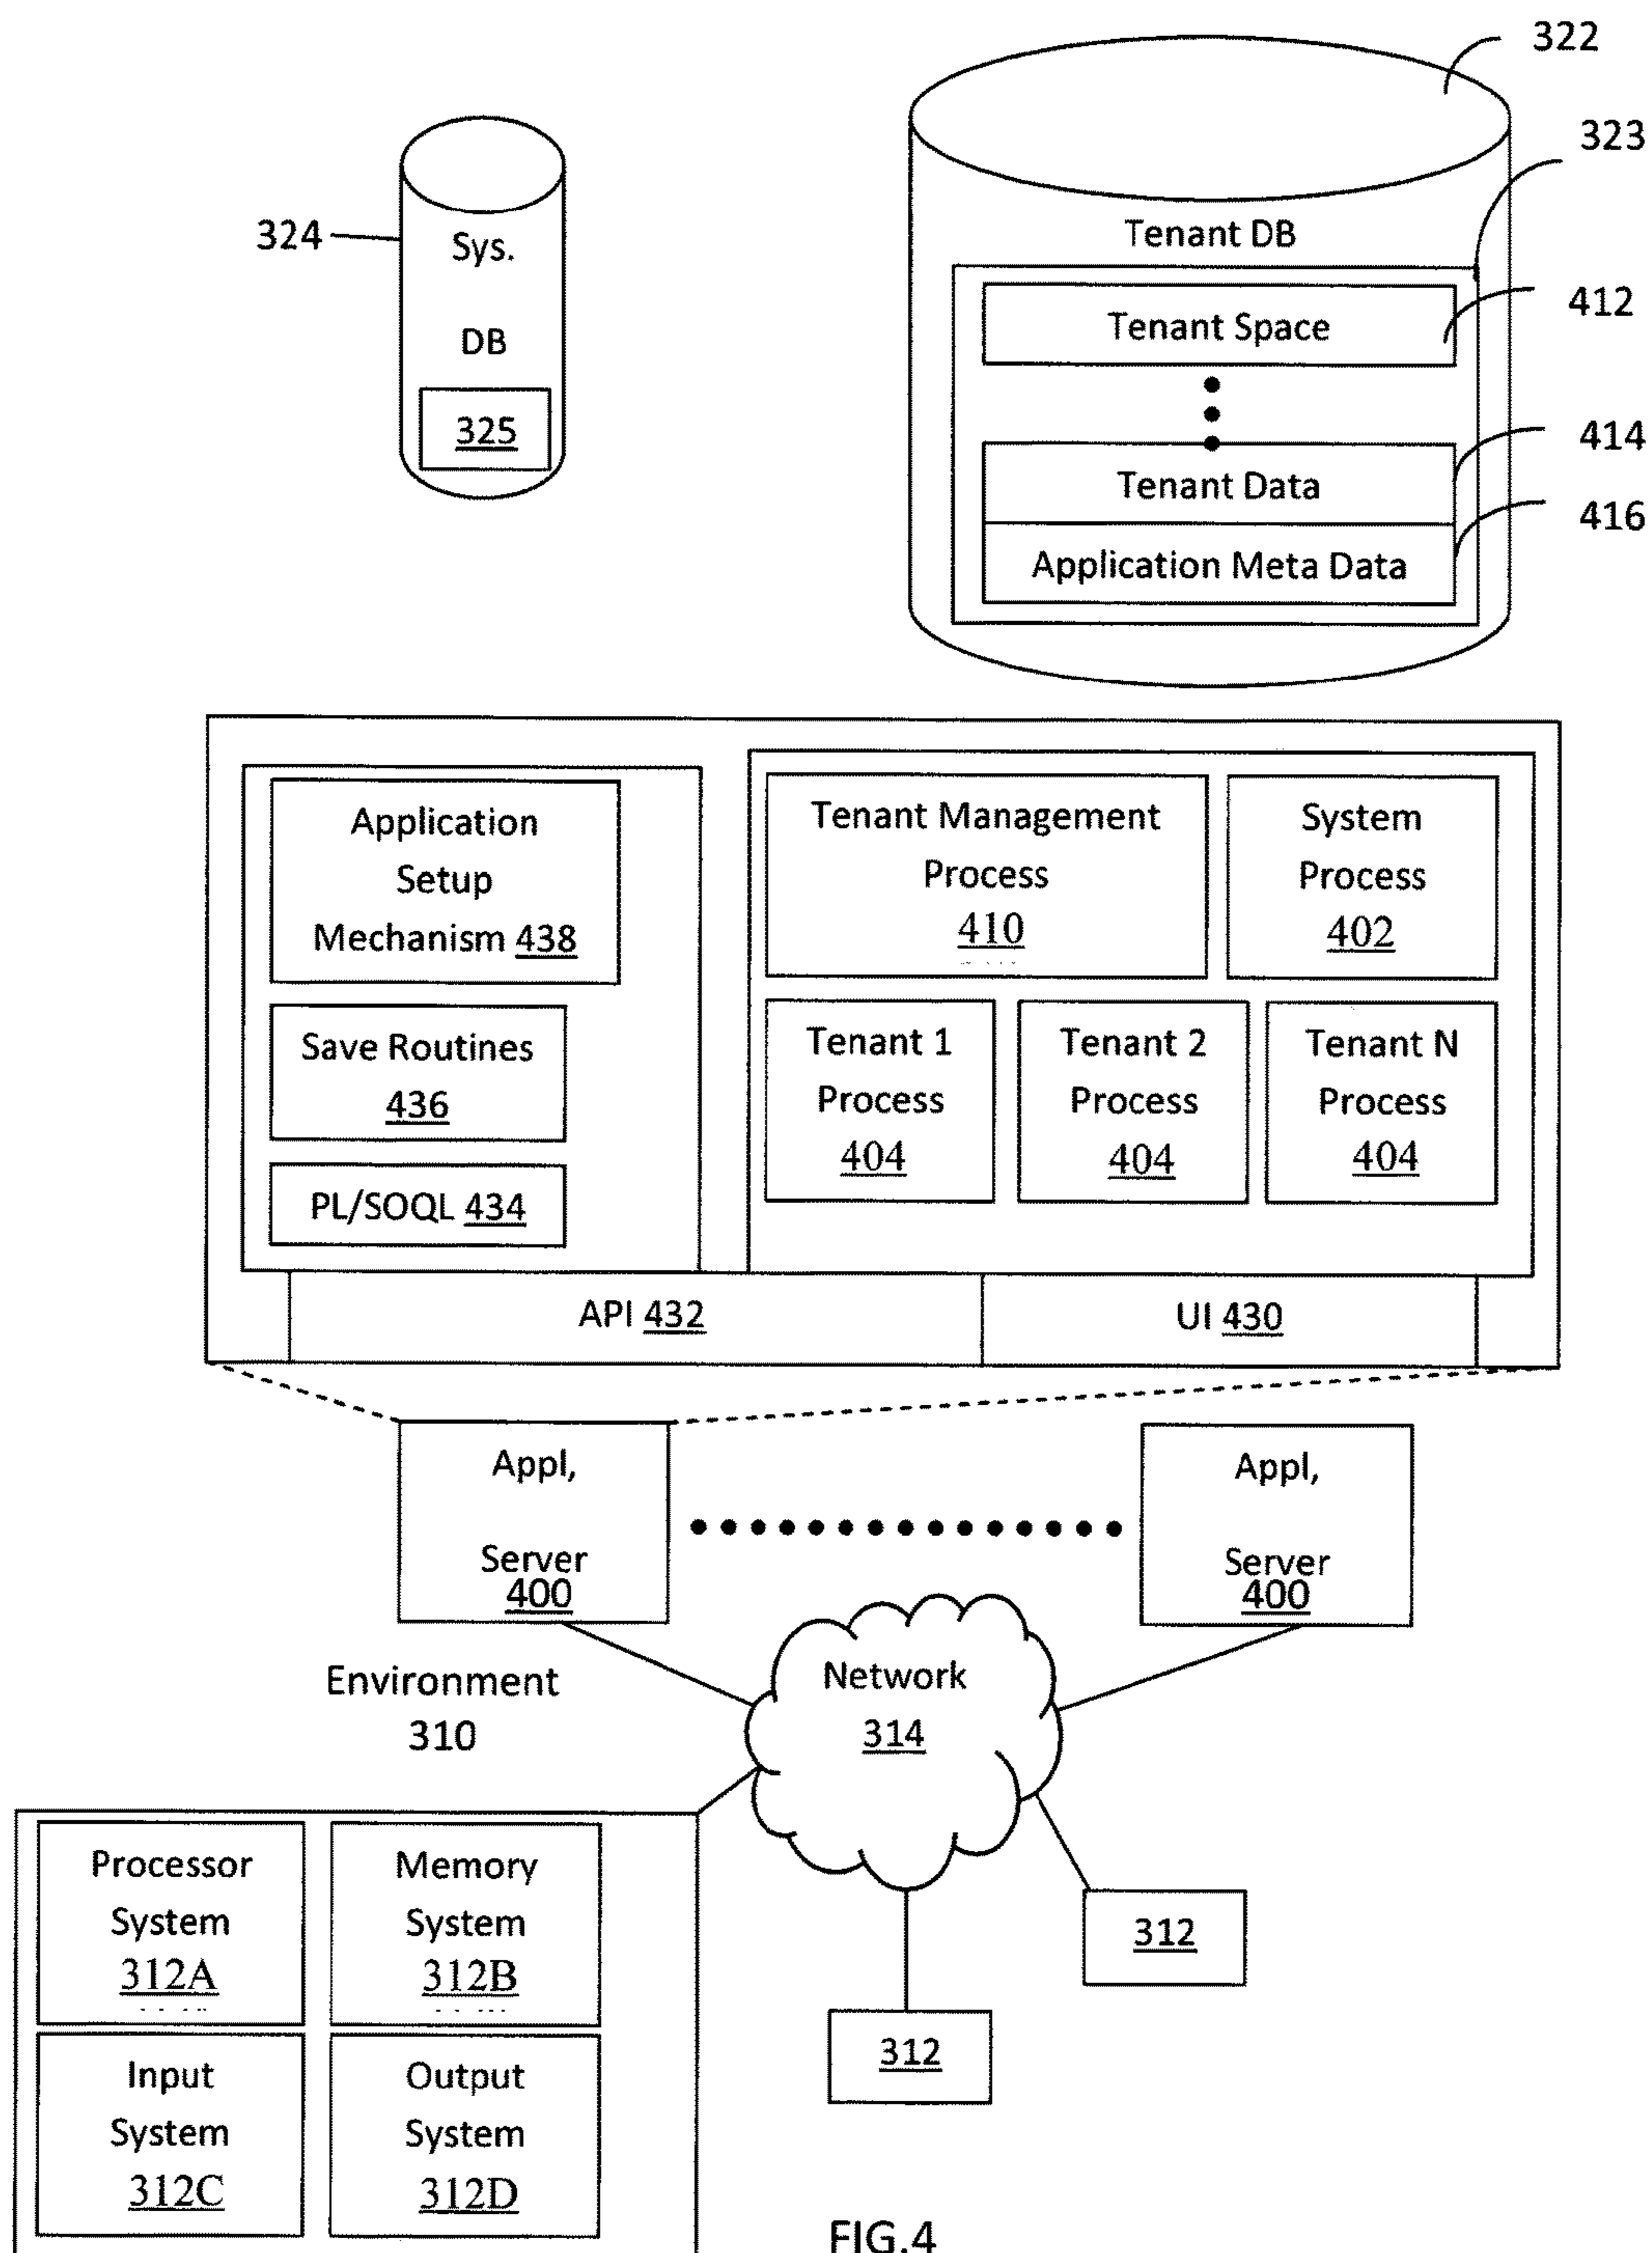 322
323
324
Sys.
DB
325
Tenant DB
Tenant Space
412
414
Tenant Data
416
Application Meta Data
Application
Setup
Mechanism 438
Save Routines
436
PL/SOQL 434
Tenant Management
Process
410
System
Process
402
Tenant 1
Process
404
Tenant 2
Process
404
Tenant N
Process
404
API 432
UI 430
Appl,
Server
400
Appl,
Server
400
Environment
310
Network
314
Processor
System
312A
Memory
System
312B
Input
System
312C
Output
System
312D
312
312
FIG.4